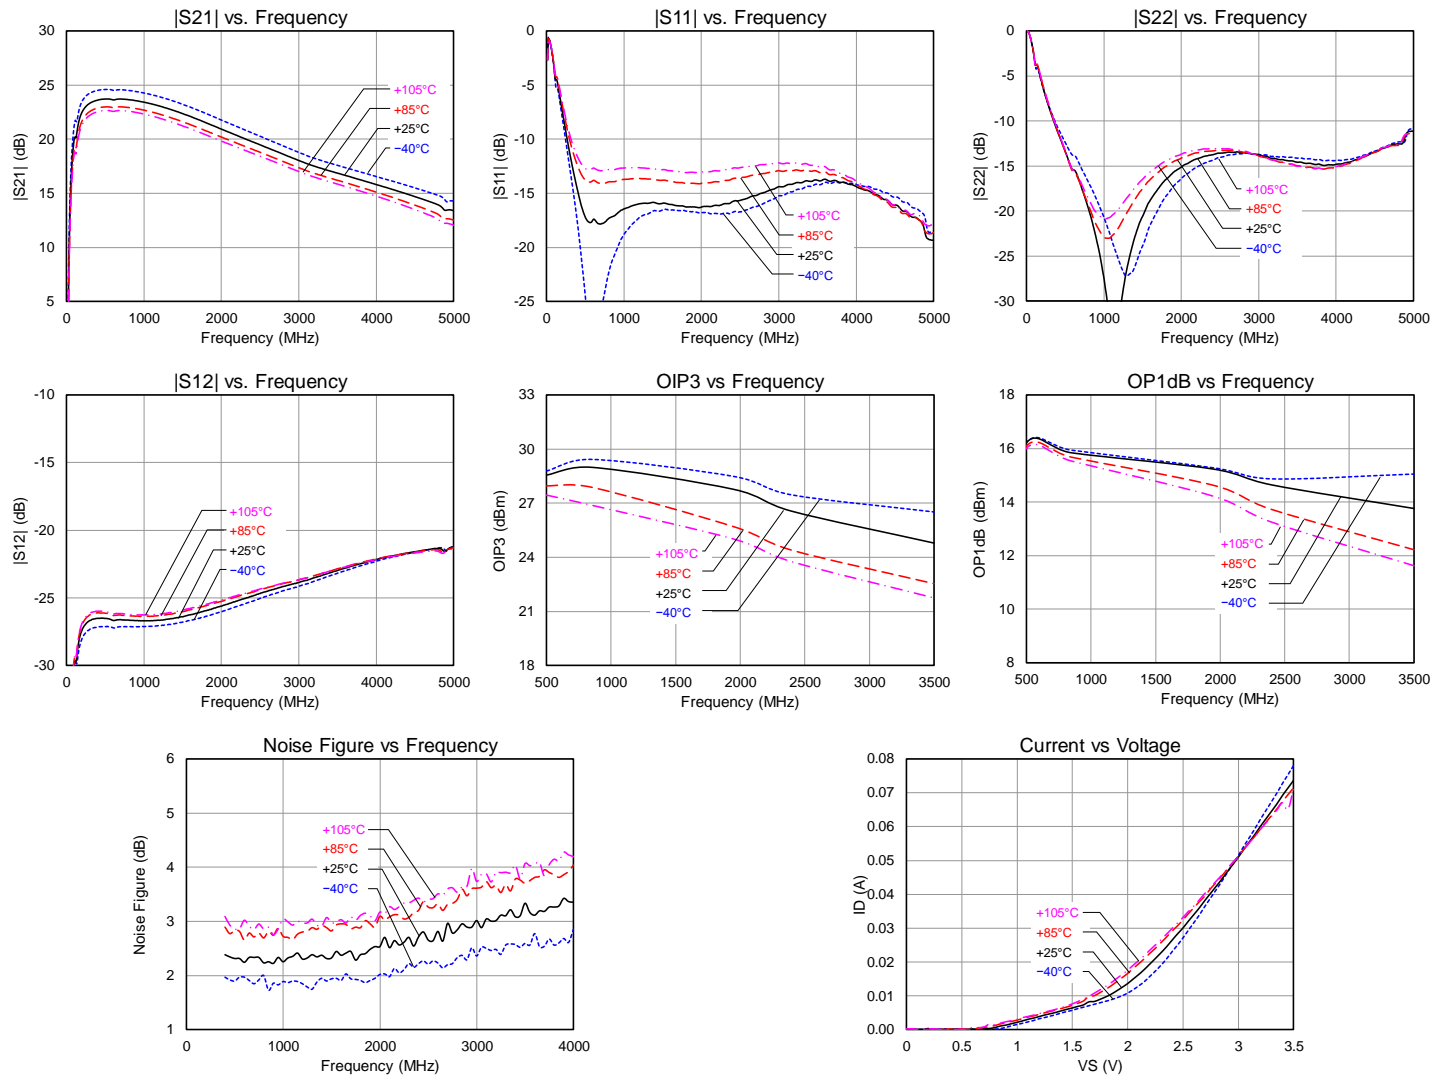 |S21| vs. Frequency
30
25
20
15
10
5
|S21| (dB)
+105°C
+85°C
+25°C
−40°C
0 1000 2000 3000 4000 5000
Frequency (MHz)
|S11| vs. Frequency
0
-5
-10
-15
-20
-25
|S11| (dB)
+105°C
+85°C
+25°C
−40°C
0 1000 2000 3000 4000 5000
Frequency (MHz)
|S22| vs. Frequency
0
-5
-10
-15
-20
-25
-30
|S22| (dB)
+105°C
+85°C
+25°C
−40°C
0 1000 2000 3000 4000 5000
Frequency (MHz)
|S12| vs. Frequency
-10
-15
-20
-25
-30
|S12| (dB)
+105°C
+85°C
+25°C
−40°C
0 1000 2000 3000 4000 5000
Frequency (MHz)
OIP3 vs Frequency
33
30
27
24
21
18
OIP3 (dBm)
+105°C
+85°C
+25°C
−40°C
500 1000 1500 2000 2500 3000 3500
Frequency (MHz)
OP1dB vs Frequency
18
16
14
12
10
8
OP1dB (dBm)
+105°C
+85°C
+25°C
−40°C
500 1000 1500 2000 2500 3000 3500
Frequency (MHz)
Noise Figure vs Frequency
6
5
4
3
2
1
Noise Figure (dB)
+105°C
+85°C
+25°C
−40°C
0 1000 2000 3000 4000
Frequency (MHz)
Current vs Voltage
0.08
0.07
0.06
0.05
0.04
0.03
0.02
0.01
0.00
ID (A)
+105°C
+85°C
+25°C
−40°C
0 0.5 1 1.5 2 2.5 3 3.5
VS (V)